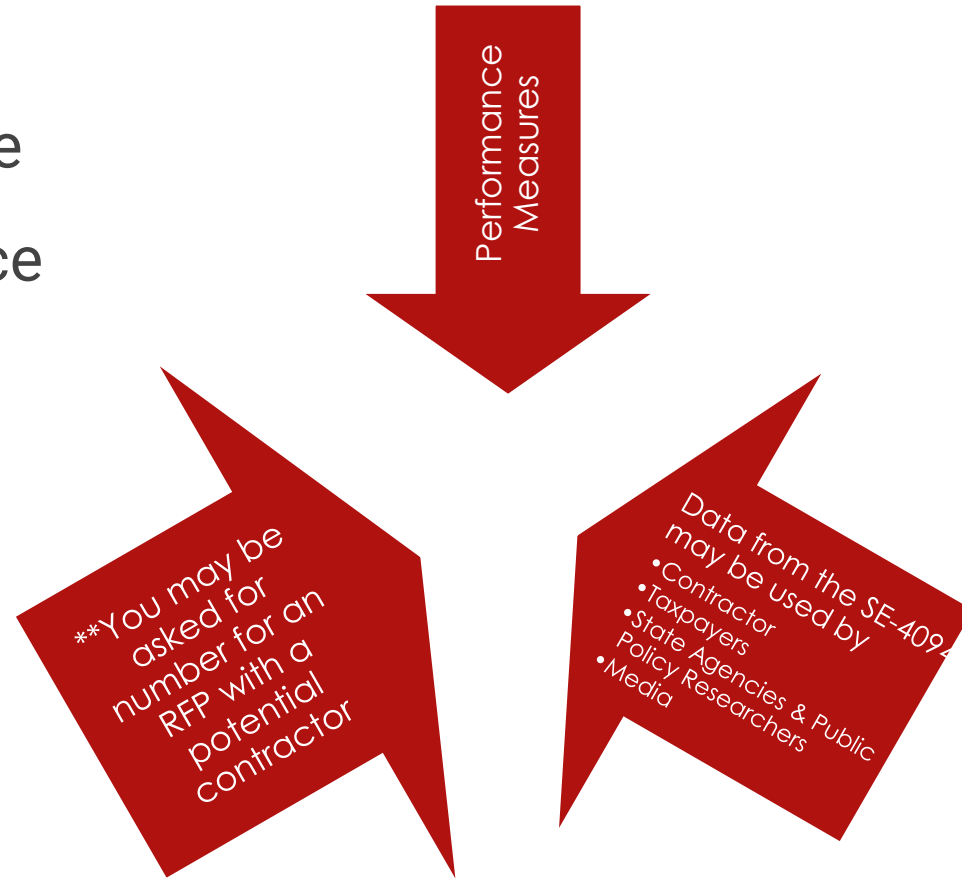 e
ce
Performance
Measures
**You may be
asked for
number for an
RFP with a
potential
contractor
Data from the SE-4094
may be used by
•Contractor
•Taxpayers
•State Agencies & Public
Policy Researchers
•Media